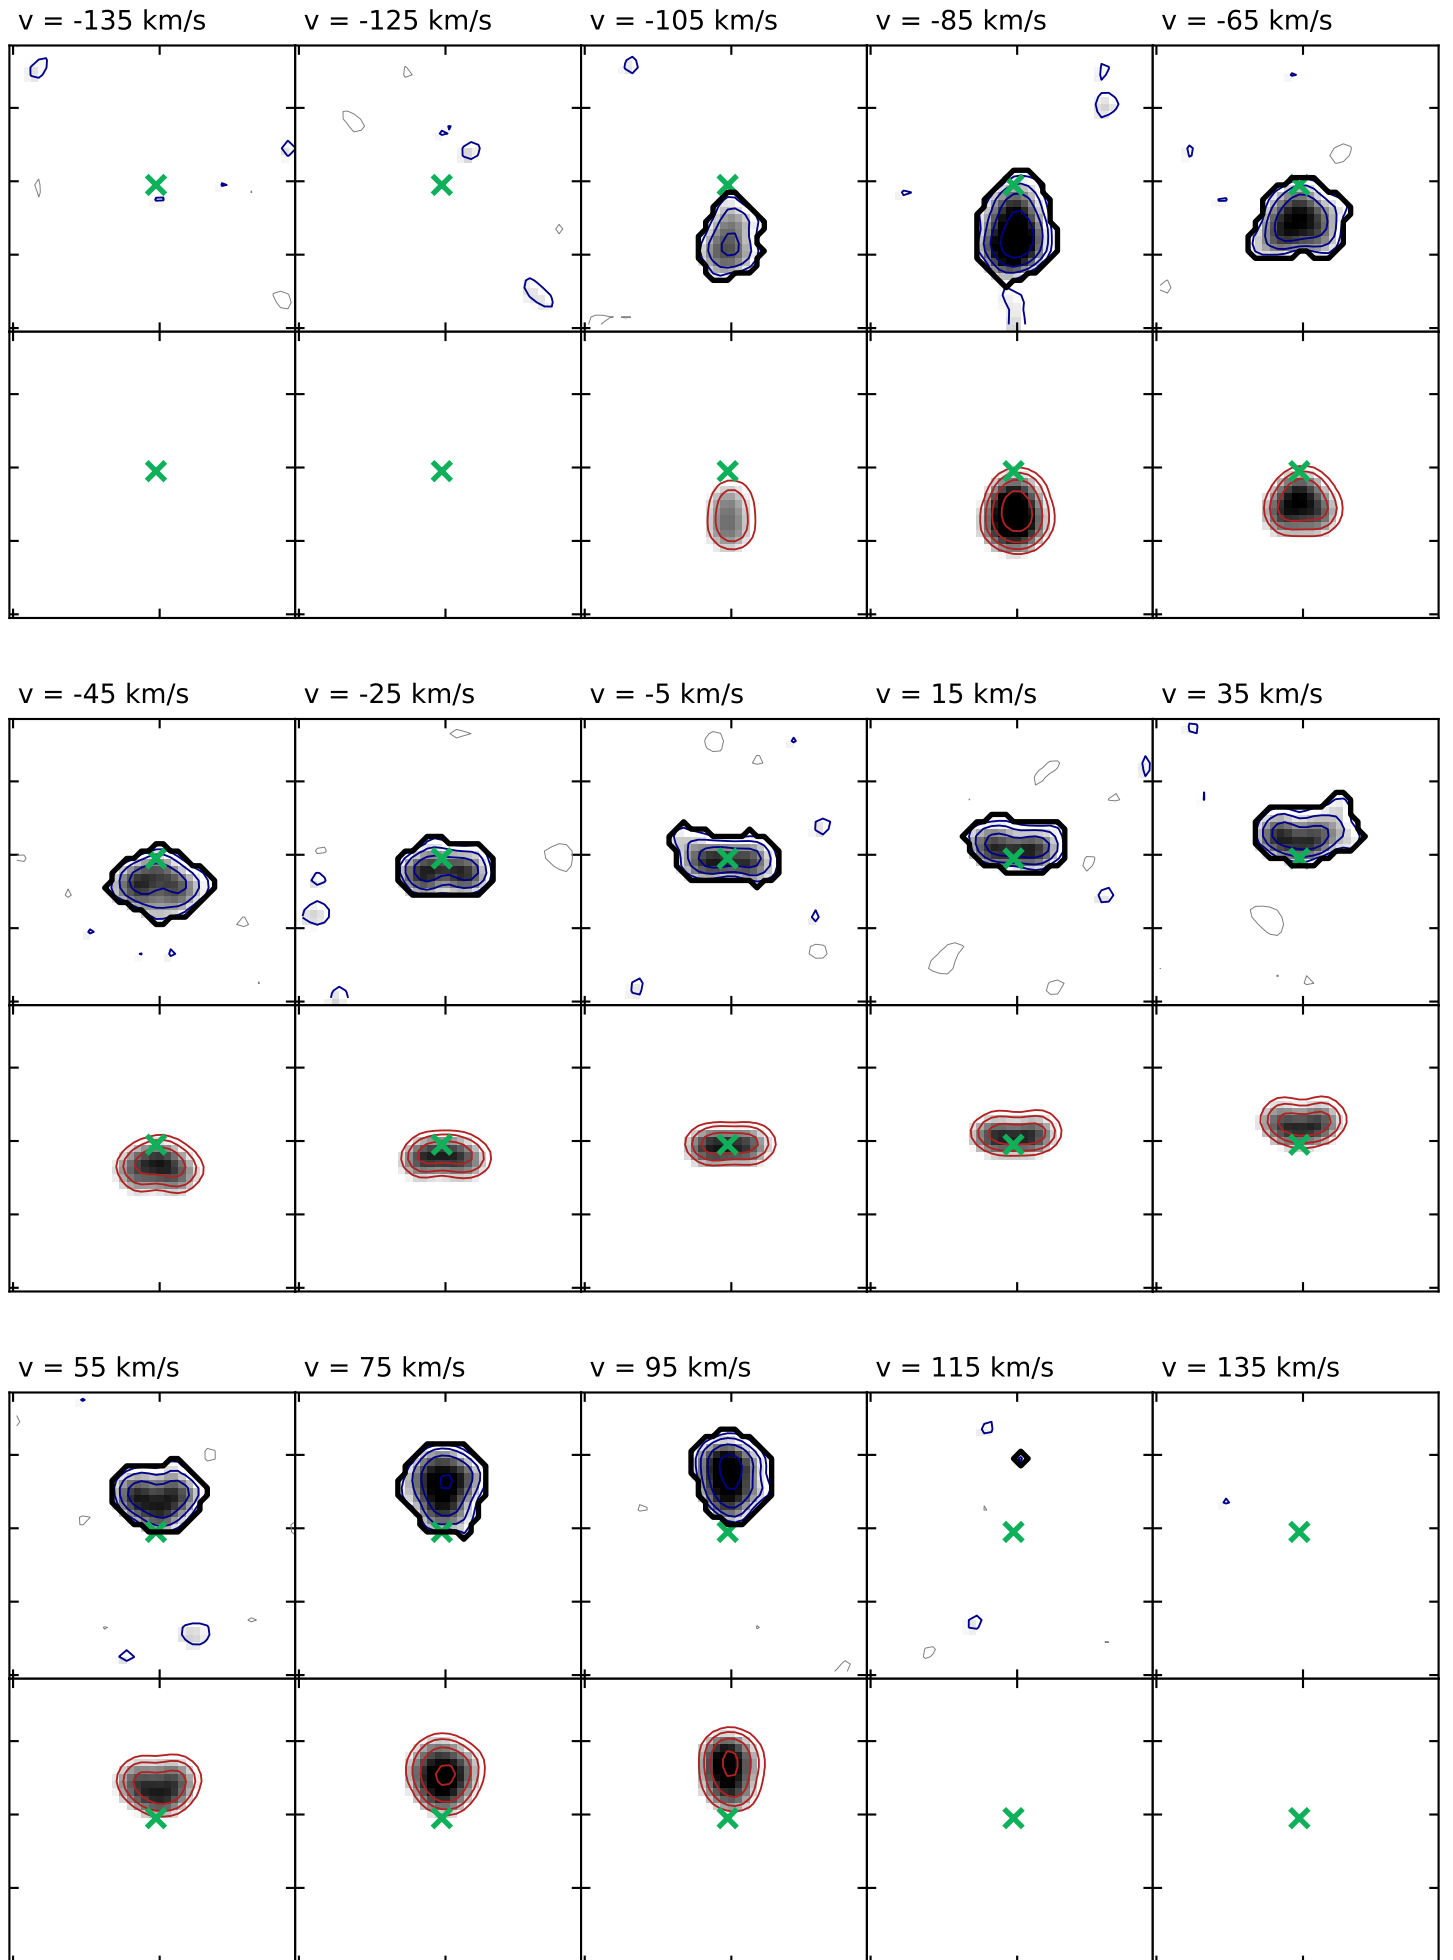 v = -135 km/s
v = -125 km/s
v = -105 km/s
v = -85 km/s
v = -65 km/s
v = -45 km/s
v = -25 km/s
v = -5 km/s
v = 15 km/s
v = 35 km/s
v = 55 km/s
v = 75 km/s
v = 95 km/s
v = 115 km/s
v = 135 km/s